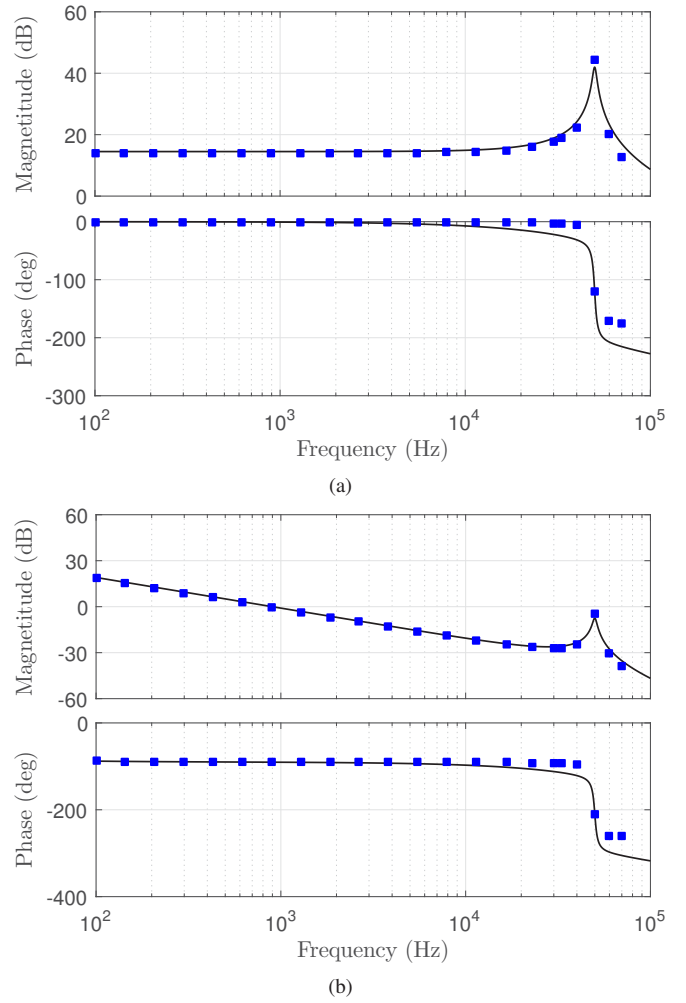 60
40
20
0
Magnetitude (dB)
0
-100
-200
-300
Phase (deg)
10^2 10^3 10^4 10^5
Frequency (Hz)
(a)
60
30
0
-30
-60
Magnetitude (dB)
0
-200
-400
Phase (deg)
10^2 10^3 10^4 10^5
Frequency (Hz)
(b)